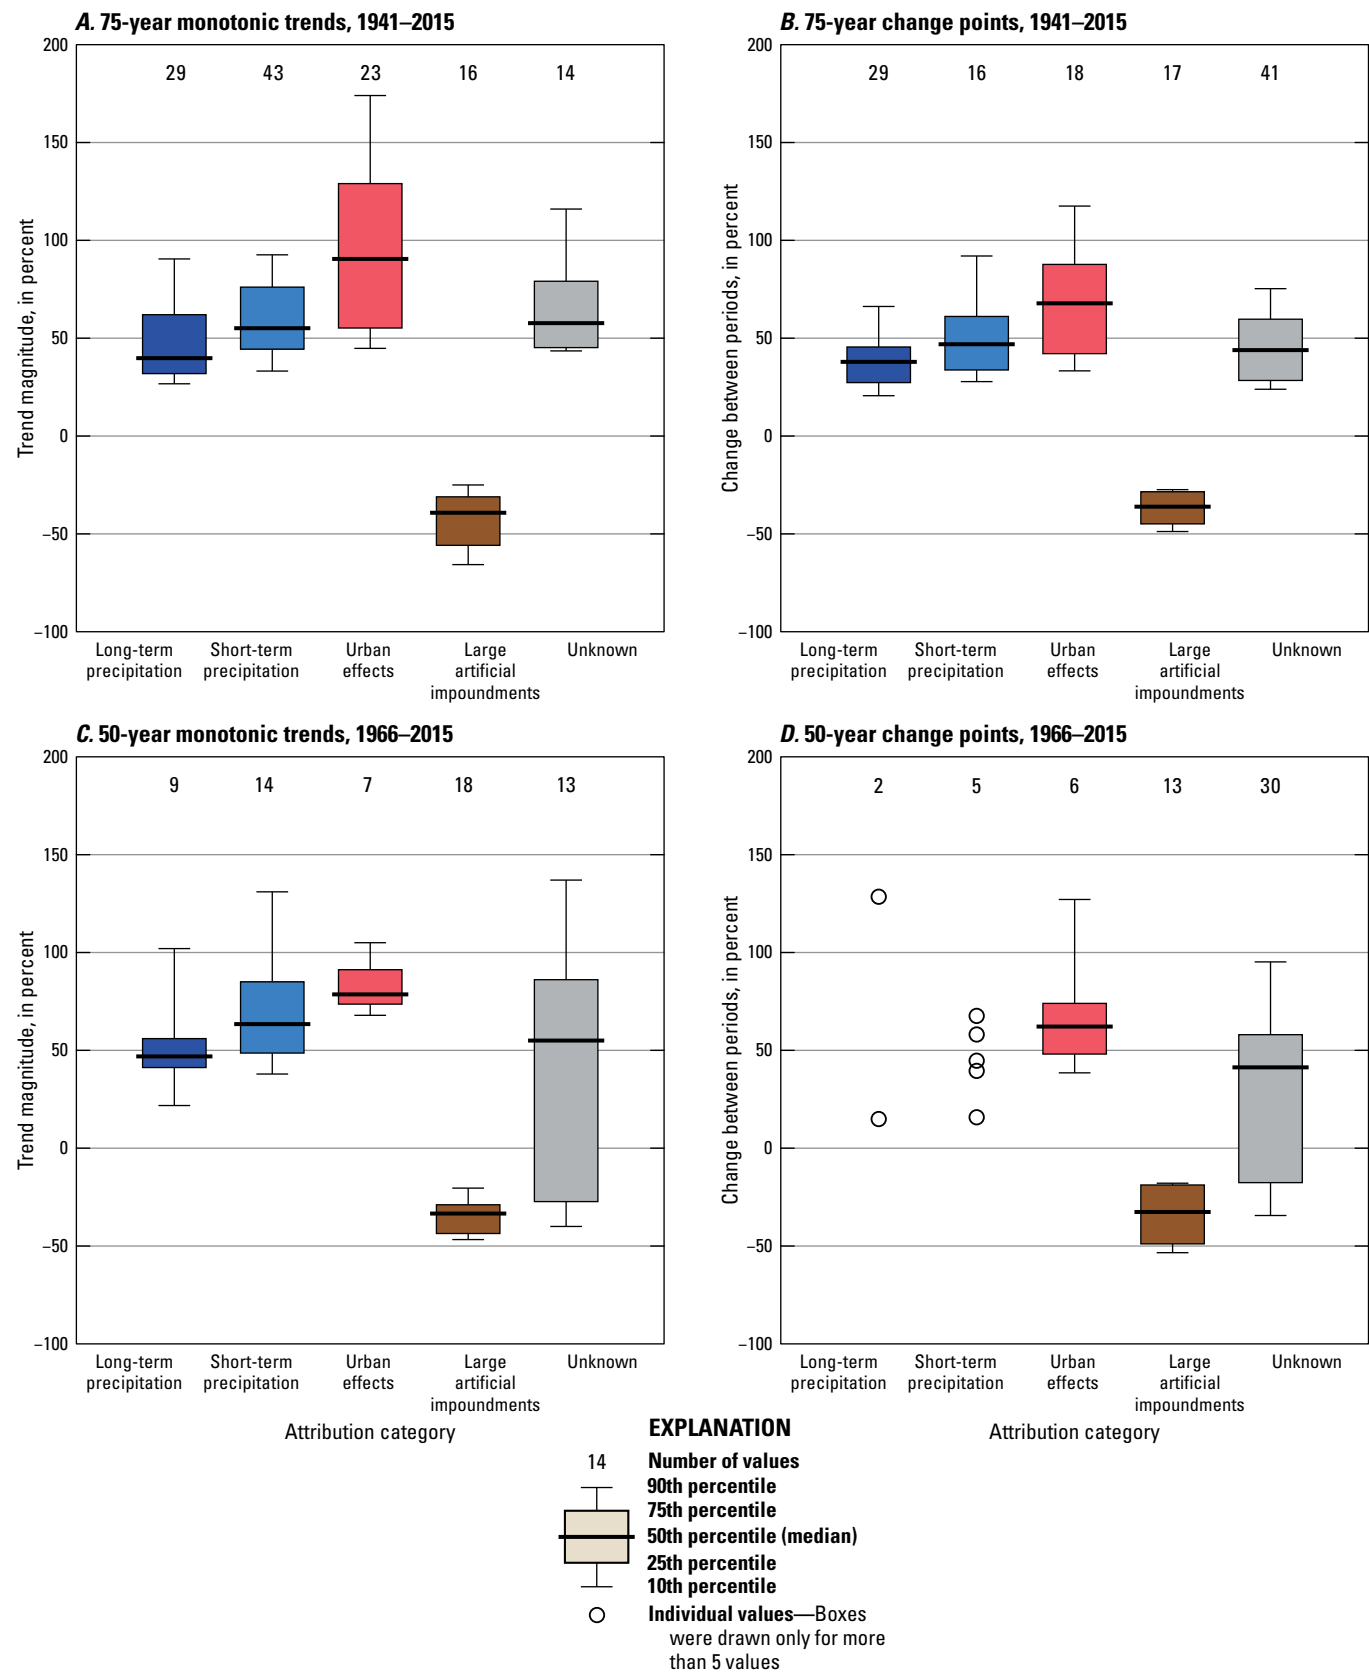 A. 75-year monotonic trends, 1941–2015
200
29 43 23 16 14
150
100
50
0
–50
–100
Trend magnitude, in percent
Long-term precipitation
Short-term precipitation
Urban effects
Large artificial impoundments
Unknown
B. 75-year change points, 1941–2015
200
29 16 18 17 41
150
100
50
0
–50
–100
Change between periods, in percent
Long-term precipitation
Short-term precipitation
Urban effects
Large artificial impoundments
Unknown
C. 50-year monotonic trends, 1966–2015
200
9 14 7 18 13
150
100
50
0
–50
–100
Trend magnitude, in percent
Long-term precipitation
Short-term precipitation
Urban effects
Large artificial impoundments
Unknown
Attribution category
D. 50-year change points, 1966–2015
200
2 5 6 13 30
150
100
50
0
–50
–100
Change between periods, in percent
Long-term precipitation
Short-term precipitation
Urban effects
Large artificial impoundments
Unknown
Attribution category
EXPLANATION
14 Number of values
90th percentile
75th percentile
50th percentile (median)
25th percentile
10th percentile
Individual values—Boxes
were drawn only for more
than 5 values